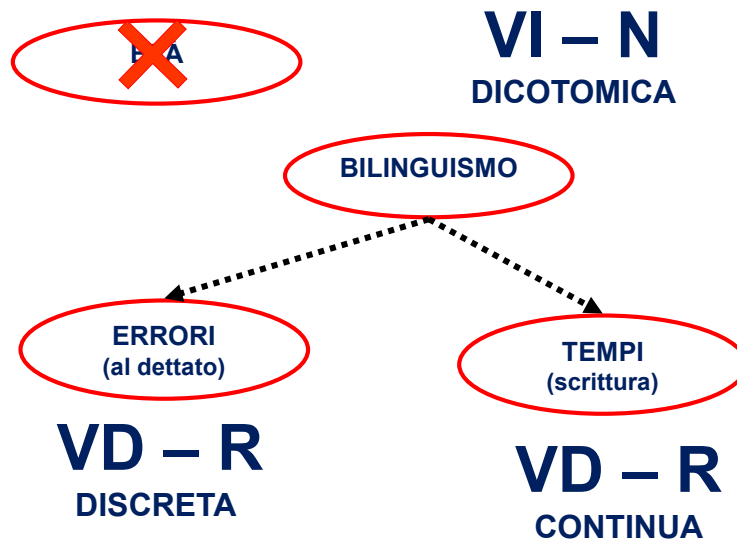 VI – N
DICOTOMICA
BILINGUISMO
ERRORI
(al dettato)
TEMPI
(scrittura)
VD – R
DISCRETA
VD – R
CONTINUA